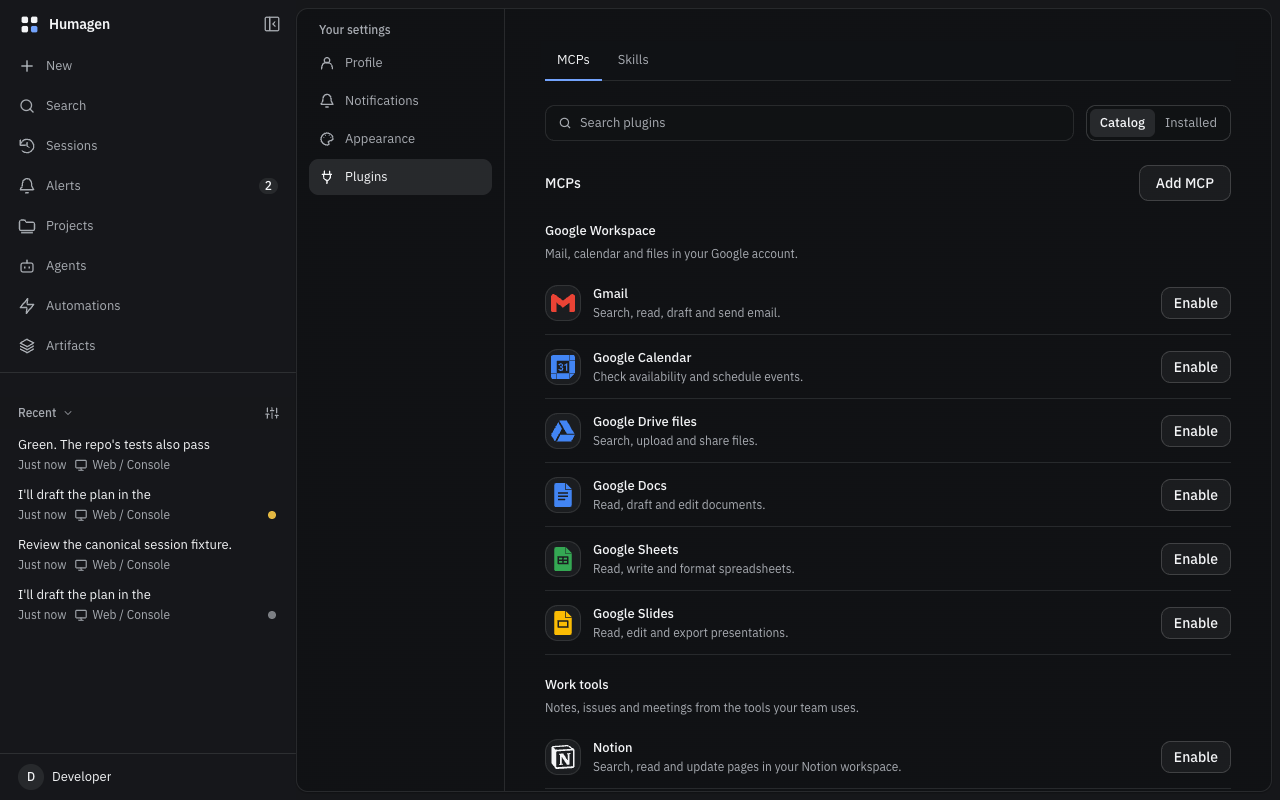 Humagen
New
Search
Sessions
Alerts
2
Projects
Agents
Automations
Artifacts
Recent
Green. The repo's tests also pass
Just now Web / Console
I'll draft the plan in the
Just now Web / Console
Review the canonical session fixture.
Just now Web / Console
I'll draft the plan in the
Just now Web / Console
D Developer
Your settings
Profile
Notifications
Appearance
Plugins
MCPs Skills
Search plugins
Catalog Installed
MCPs
Add MCP
Google Workspace
Mail, calendar and files in your Google account.
Gmail
Search, read, draft and send email.
Enable
31
Google Calendar
Check availability and schedule events.
Enable
Google Drive files
Search, upload and share files.
Enable
Google Docs
Read, draft and edit documents.
Enable
Google Sheets
Read, write and format spreadsheets.
Enable
Google Slides
Read, edit and export presentations.
Enable
Work tools
Notes, issues and meetings from the tools your team uses.
Notion
Search, read and update pages in your Notion workspace.
Enable